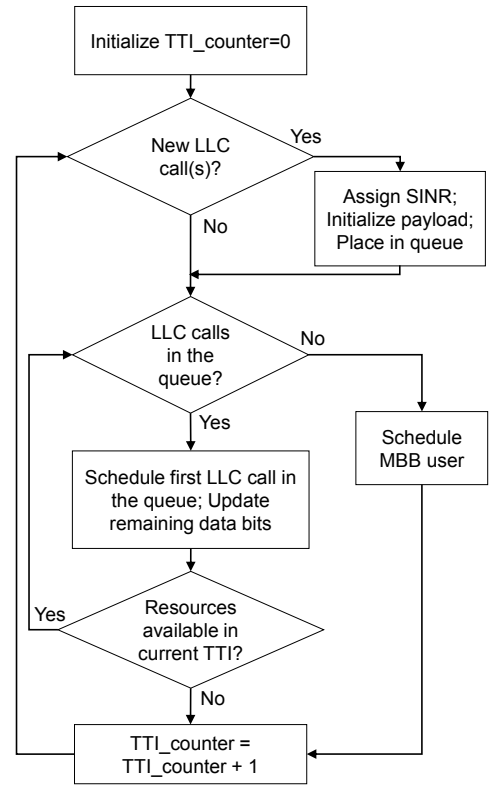 Initialize TTI_counter=0
New LLC
call(s)?
Yes
Assign SINR;
Initialize payload;
Place in queue
No
LLC calls
in the
queue?
No
Yes
Schedule
MBB user
Schedule first LLC call in
the queue; Update
remaining data bits
Resources
available in
current TTI?
Yes
No
TTI_counter =
TTI_counter + 1